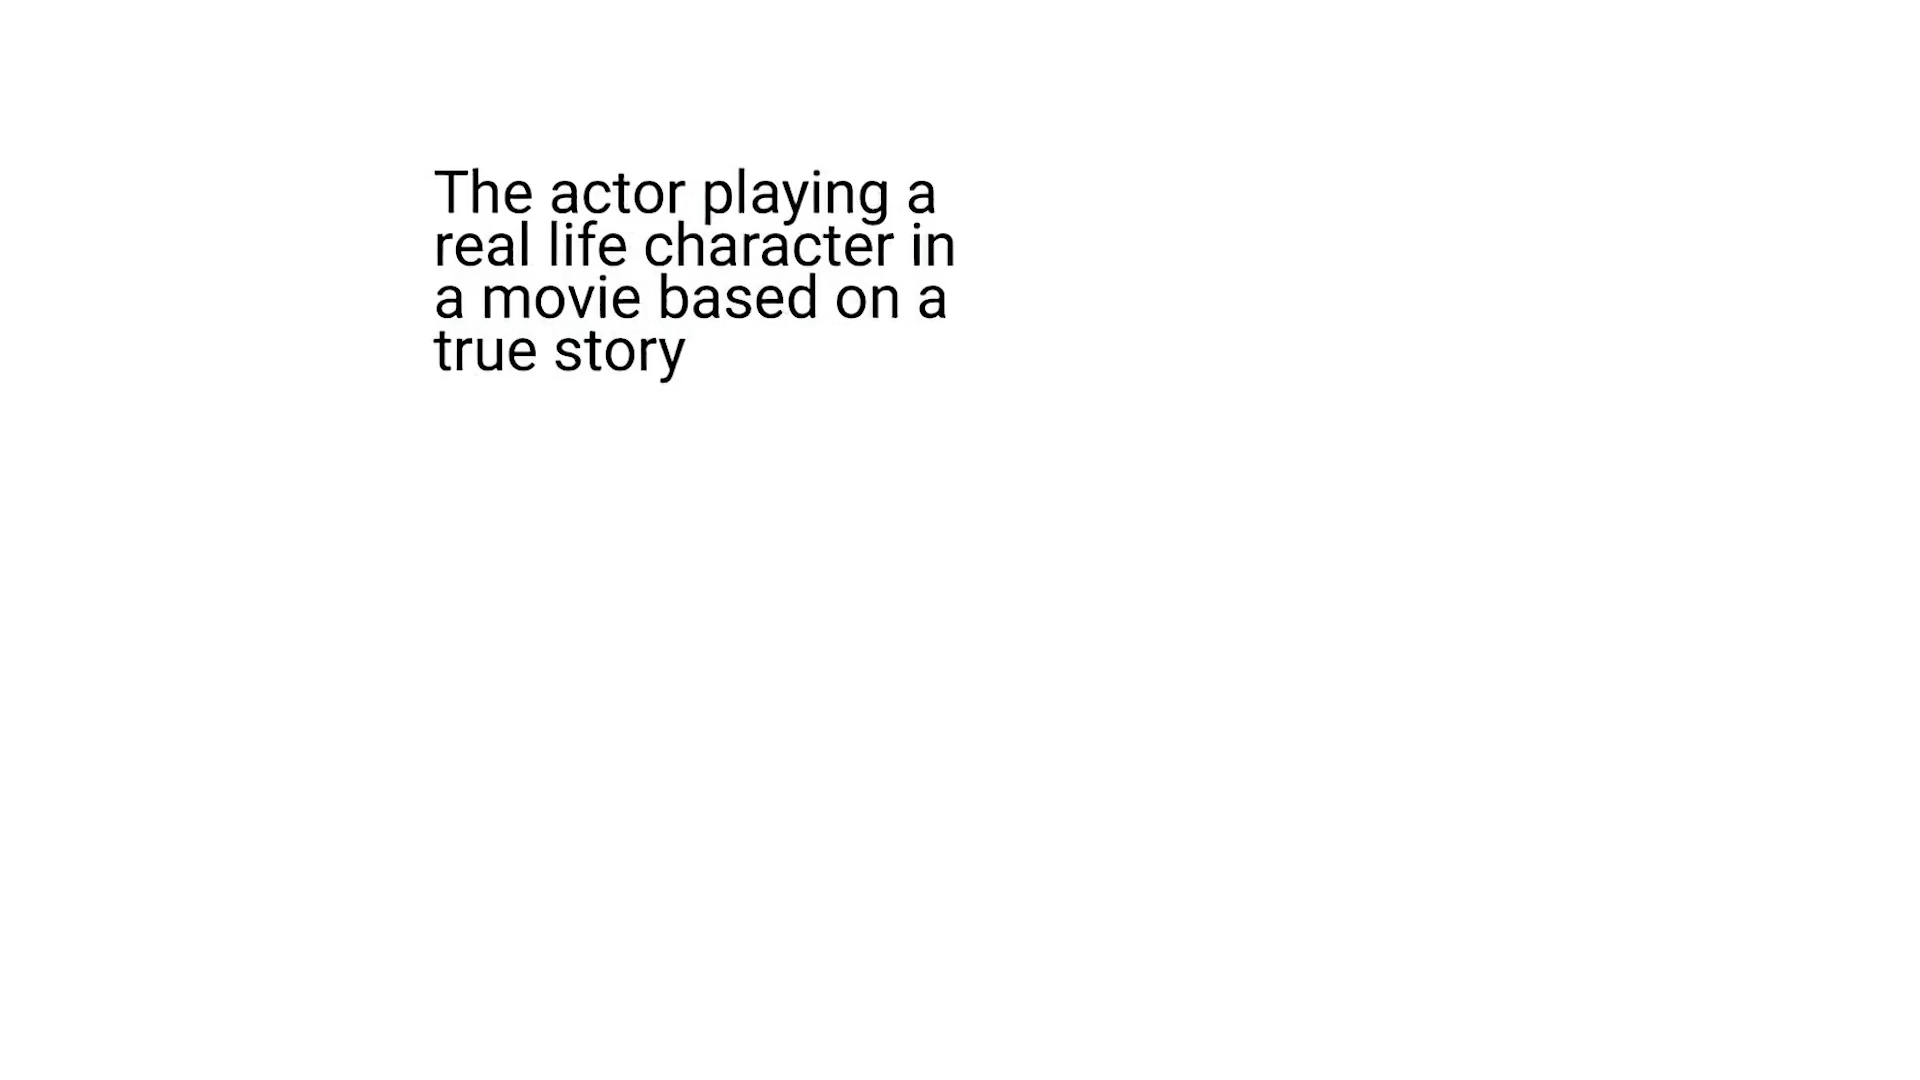 The actor playing a
real life character in
a movie based on a
true story